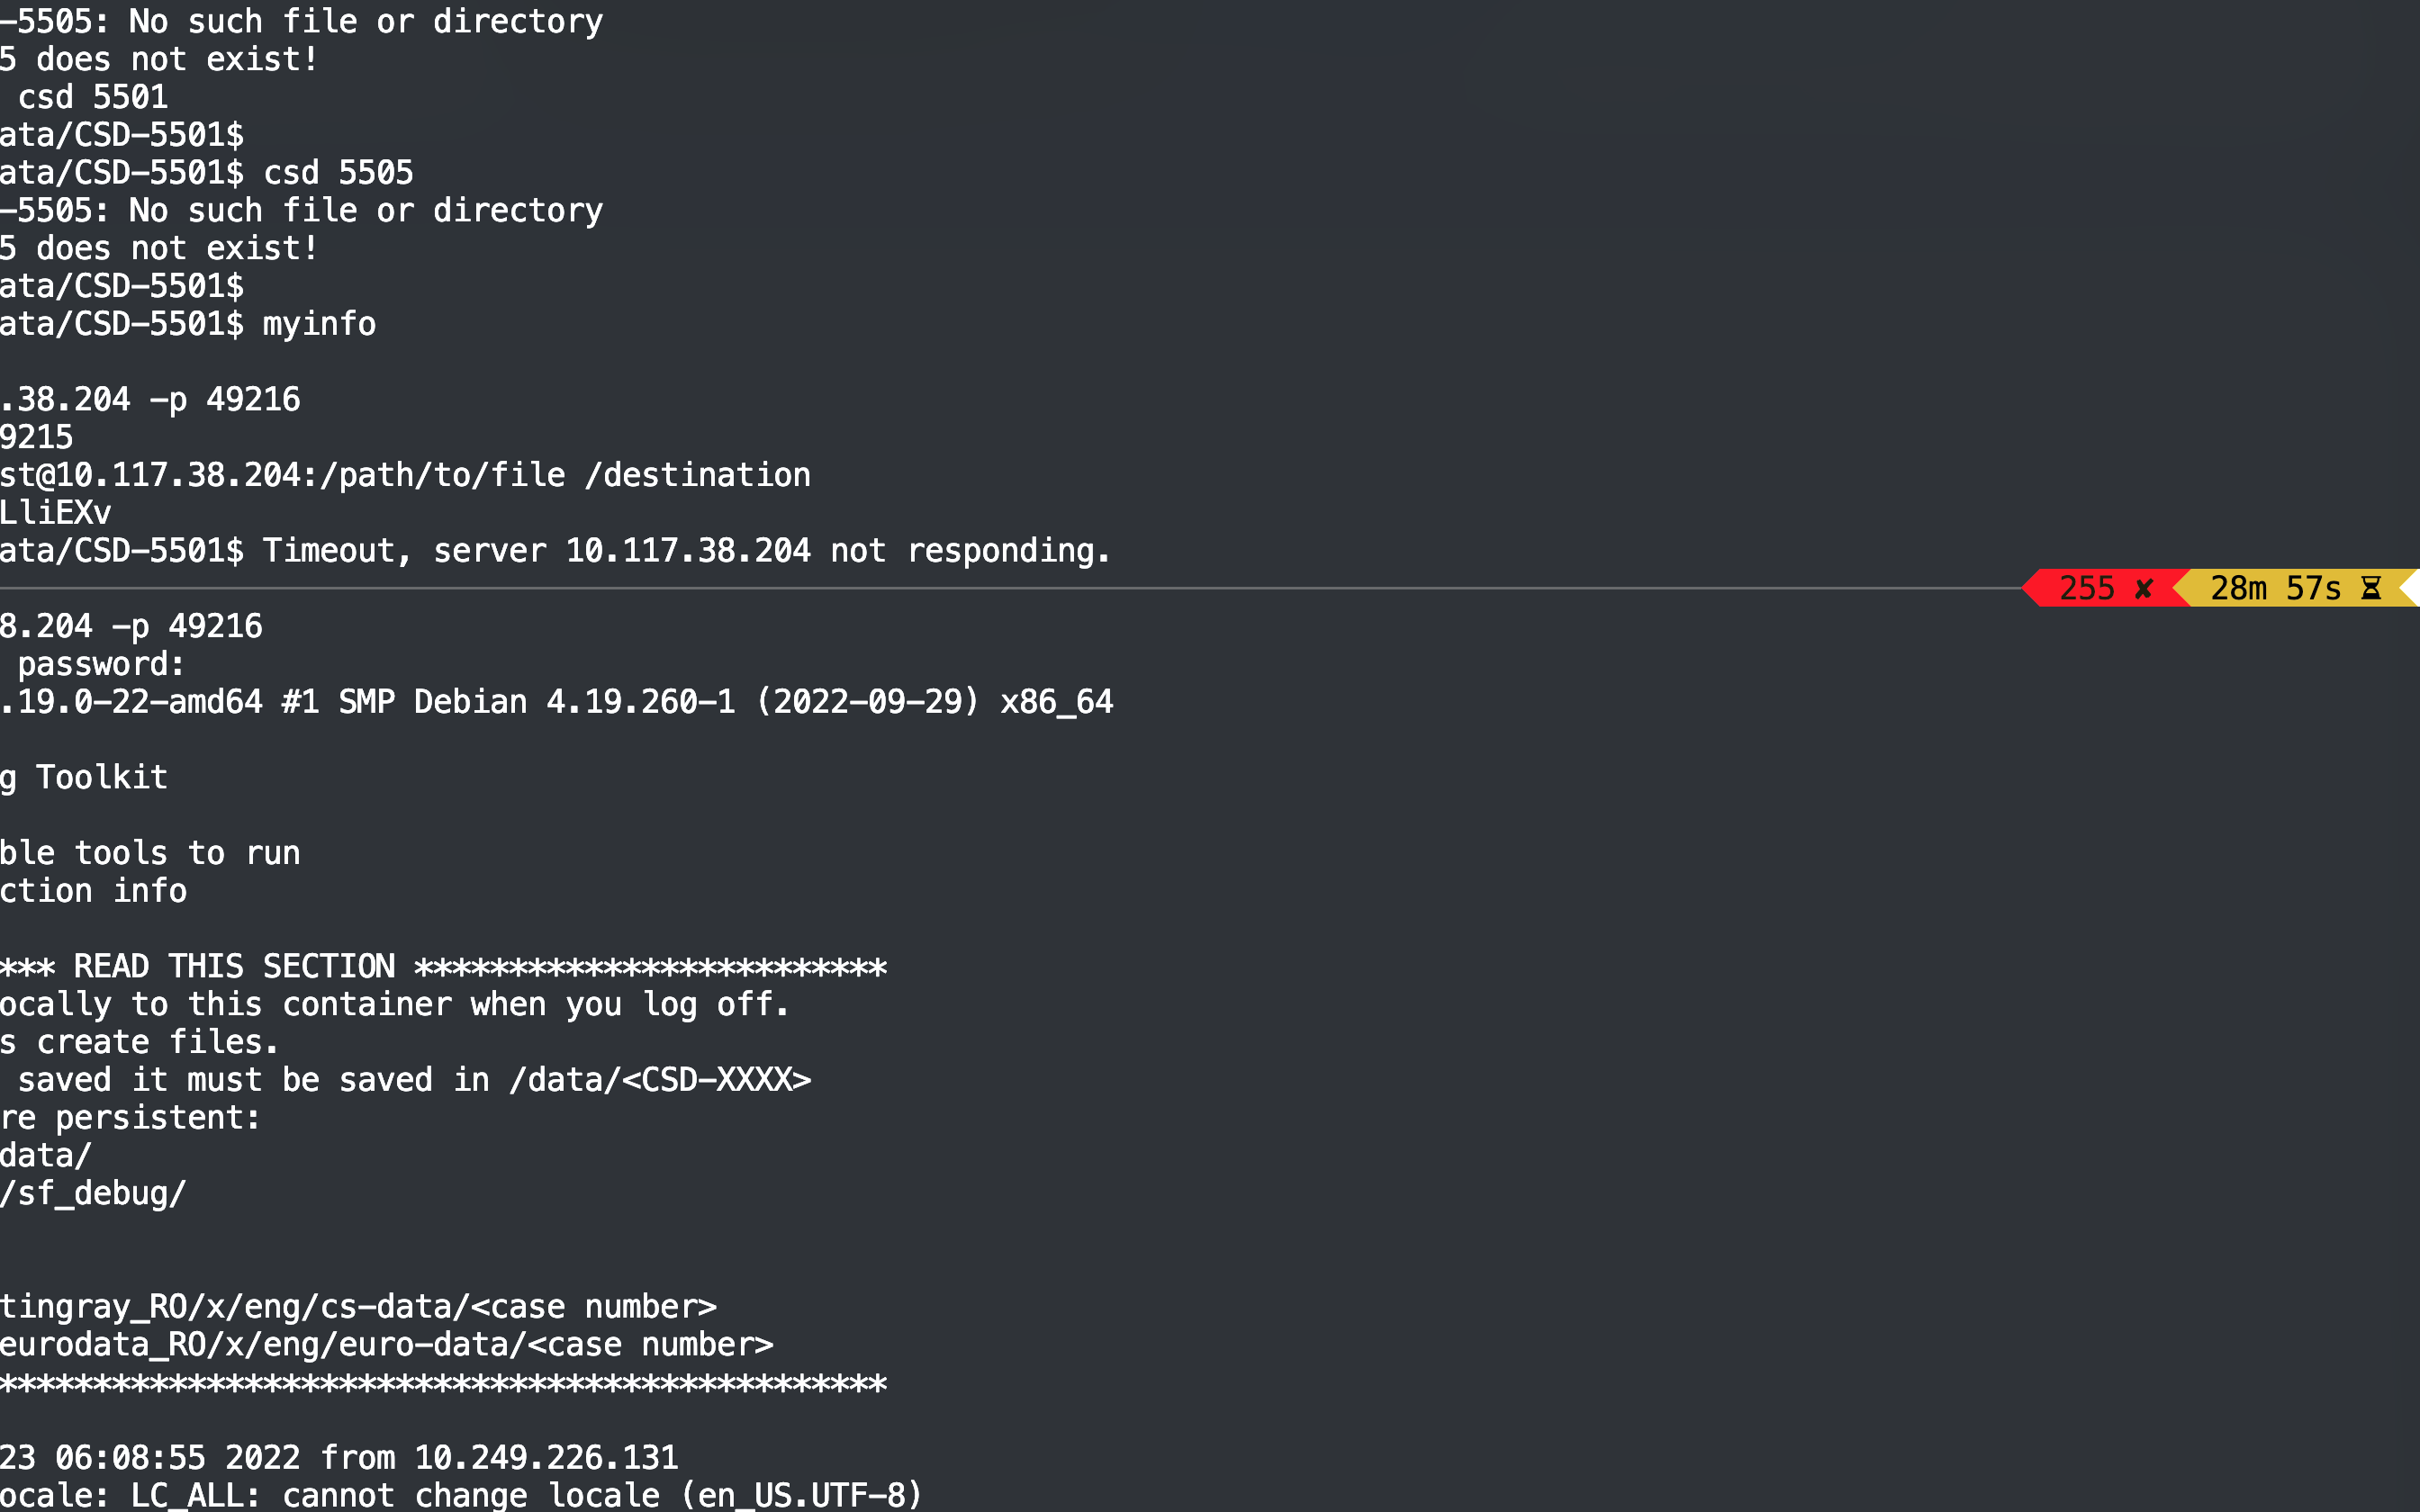 -5505: No such file or directory
5 does not exist!
csd 5501
ata/CSD-5501$
ata/CSD-5501$ csd 5505
-5505: No such file or directory
5 does not exist!
ata/CSD-5501$
ata/CSD-5501$ myinfo
.38.204 -p 49216
9215
st@10.117.38.204:/path/to/file /destination
LliEXv
ata/CSD-5501$ Timeout, server 10.117.38.204 not responding.
255 ✘ 28m 57s ⌛
8.204 -p 49216
password:
.19.0-22-amd64 #1 SMP Debian 4.19.260-1 (2022-09-29) x86_64
g Toolkit
ble tools to run
ction info
*** READ THIS SECTION *************************
ocally to this container when you log off.
s create files.
saved it must be saved in /data/<CSD-XXXX>
re persistent:
data/
/sf_debug/
tingray_RO/x/eng/cs-data/<case number>
eurodata_RO/x/eng/euro-data/<case number>
***********************************************
23 06:08:55 2022 from 10.249.226.131
ocale: LC_ALL: cannot change locale (en_US.UTF-8)